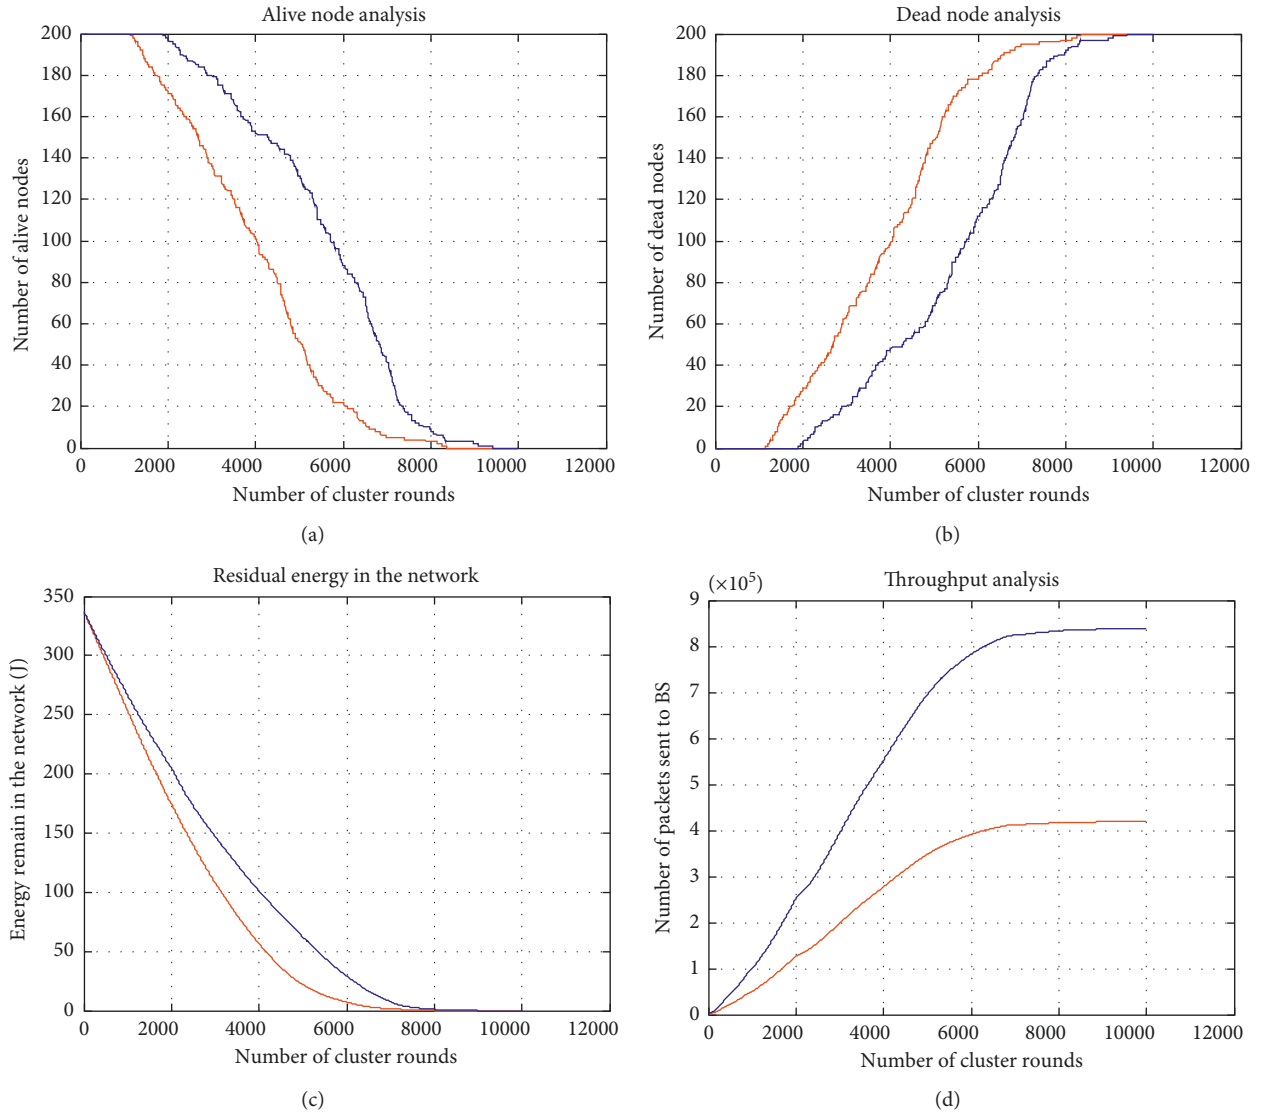 Alive node analysis
200
180
160
140
120
100
80
60
40
20
0
Number of alive nodes
0 2000 4000 6000 8000 10000 12000
Number of cluster rounds
(a)
Dead node analysis
200
180
160
140
120
100
80
60
40
20
0
Number of dead nodes
0 2000 4000 6000 8000 10000 12000
Number of cluster rounds
(b)
Residual energy in the network
350
300
250
200
150
100
50
0
Energy remain in the network (J)
0 2000 4000 6000 8000 10000 12000
Number of cluster rounds
(c)
Throughput analysis
(×10⁵)
9
8
7
6
5
4
3
2
1
0
Number of packets sent to BS
0 2000 4000 6000 8000 10000 12000
Number of cluster rounds
(d)